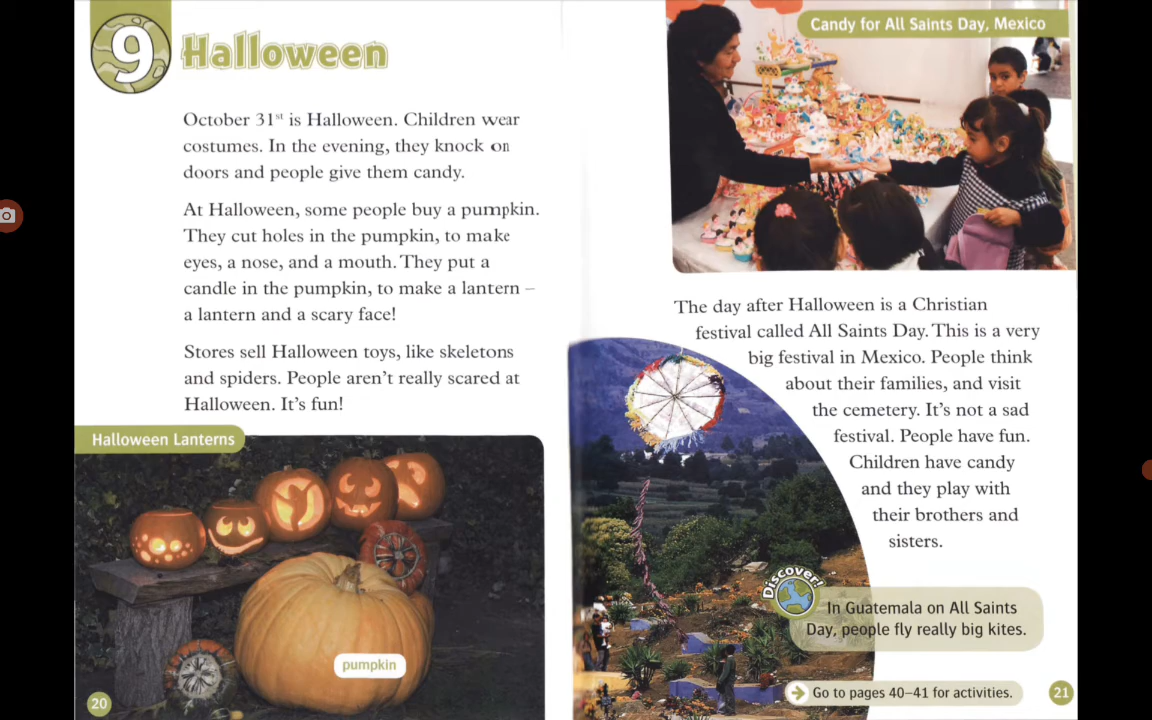 9 Halloween
October 31st is Halloween. Children wear
costumes. In the evening, they knock on
doors and people give them candy.
At Halloween, some people buy a pumpkin.
They cut holes in the pumpkin, to make
eyes, a nose, and a mouth. They put a
candle in the pumpkin, to make a lantern –
a lantern and a scary face!
Stores sell Halloween toys, like skeletons
and spiders. People aren't really scared at
Halloween. It's fun!
Halloween Lanterns
pumpkin
20
Candy for All Saints Day, Mexico
The day after Halloween is a Christian
festival called All Saints Day. This is a very
big festival in Mexico. People think
about their families, and visit
the cemetery. It's not a sad
festival. People have fun.
Children have candy
and they play with
their brothers and
sisters.
Discover!
In Guatemala on All Saints
Day, people fly really big kites.
Go to pages 40–41 for activities.
21